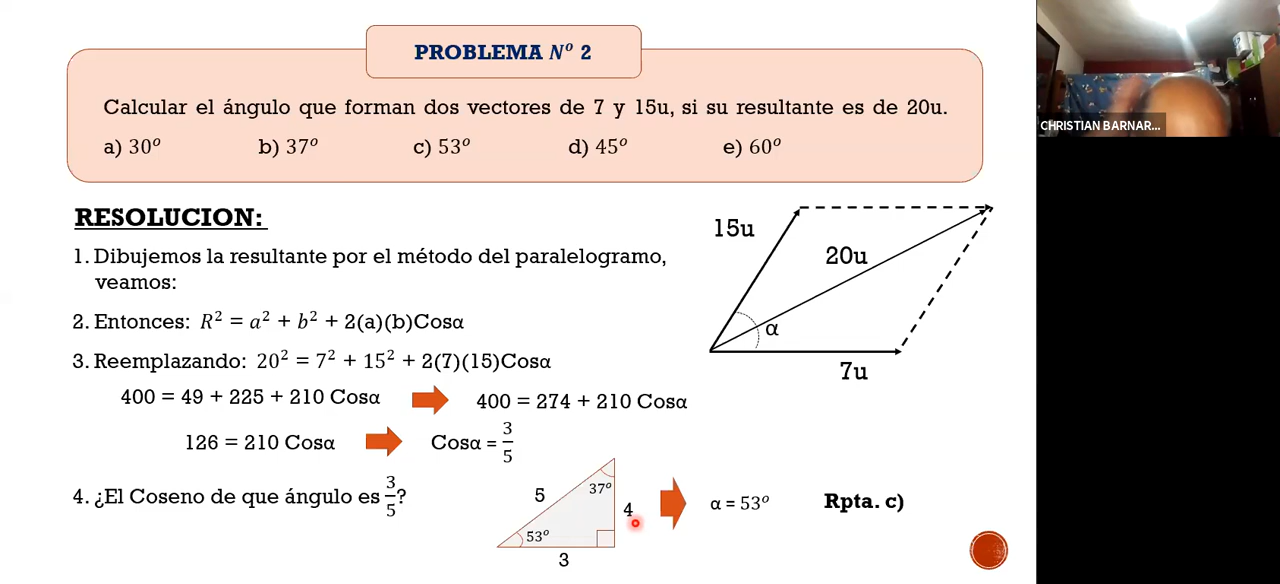 PROBLEMA Nº 2
Calcular el ángulo que forman dos vectores de 7 y 15u, si su resultante es de 20u.
a) 30º b) 37º c) 53º d) 45º e) 60º
RESOLUCION:
1. Dibujemos la resultante por el método del paralelogramo,
veamos:
2. Entonces: R² = a² + b² + 2(a)(b)Cosα
3. Reemplazando: 20² = 7² + 15² + 2(7)(15)Cosα
400 = 49 + 225 + 210 Cosα
400 = 274 + 210 Cosα
126 = 210 Cosα
Cosα = 3/5
4. ¿El Coseno de que ángulo es 3/5?
5
37º
4
53º
3
α = 53º
Rpta. c)
15u
20u
α
7u
CHRISTIAN BARNAR...